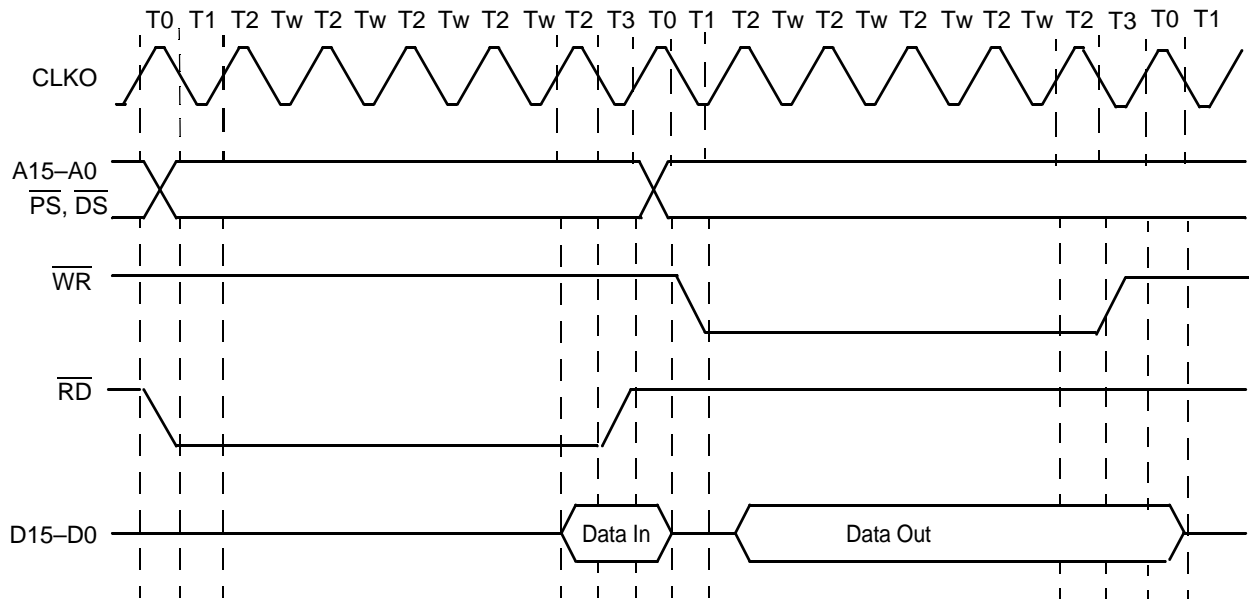 T0 T1 T2 Tw T2 Tw T2 Tw T2 Tw T2 T3 T0 T1 T2 Tw T2 Tw T2 Tw T2 Tw T2 T3 T0 T1
CLKO
A15–A0
PS, DS
WR
RD
D15–D0 Data In Data Out